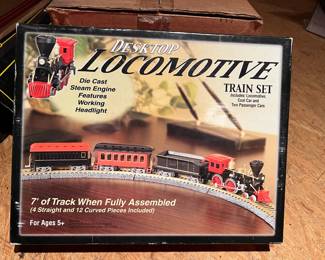 DESKTOP
LOCOMOTIVE
Die Cast
Steam Engine
Features
Working
Headlight
TRAIN SET
Includes Locomotive,
Coal Car and
Two Passenger Cars
7' of Track When Fully Assembled
(4 Straight and 12 Curved Pieces Included)
For Ages 5+